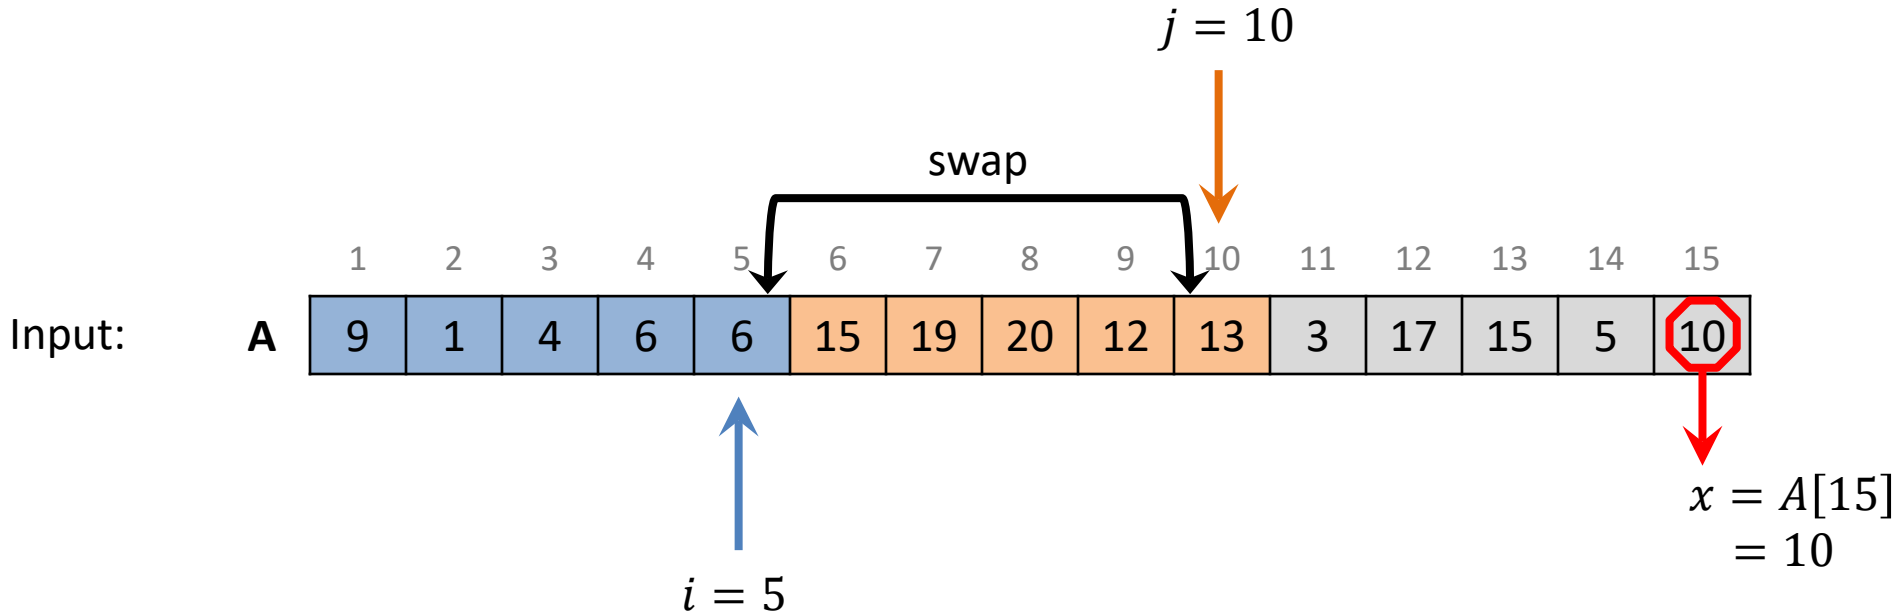 j = 10
swap
1 2 3 4 5 6 7 8 9 10 11 12 13 14 15
Input: A 9 1 4 6 6 15 19 20 12 13 3 17 15 5 10
x = A[15]
= 10
i = 5